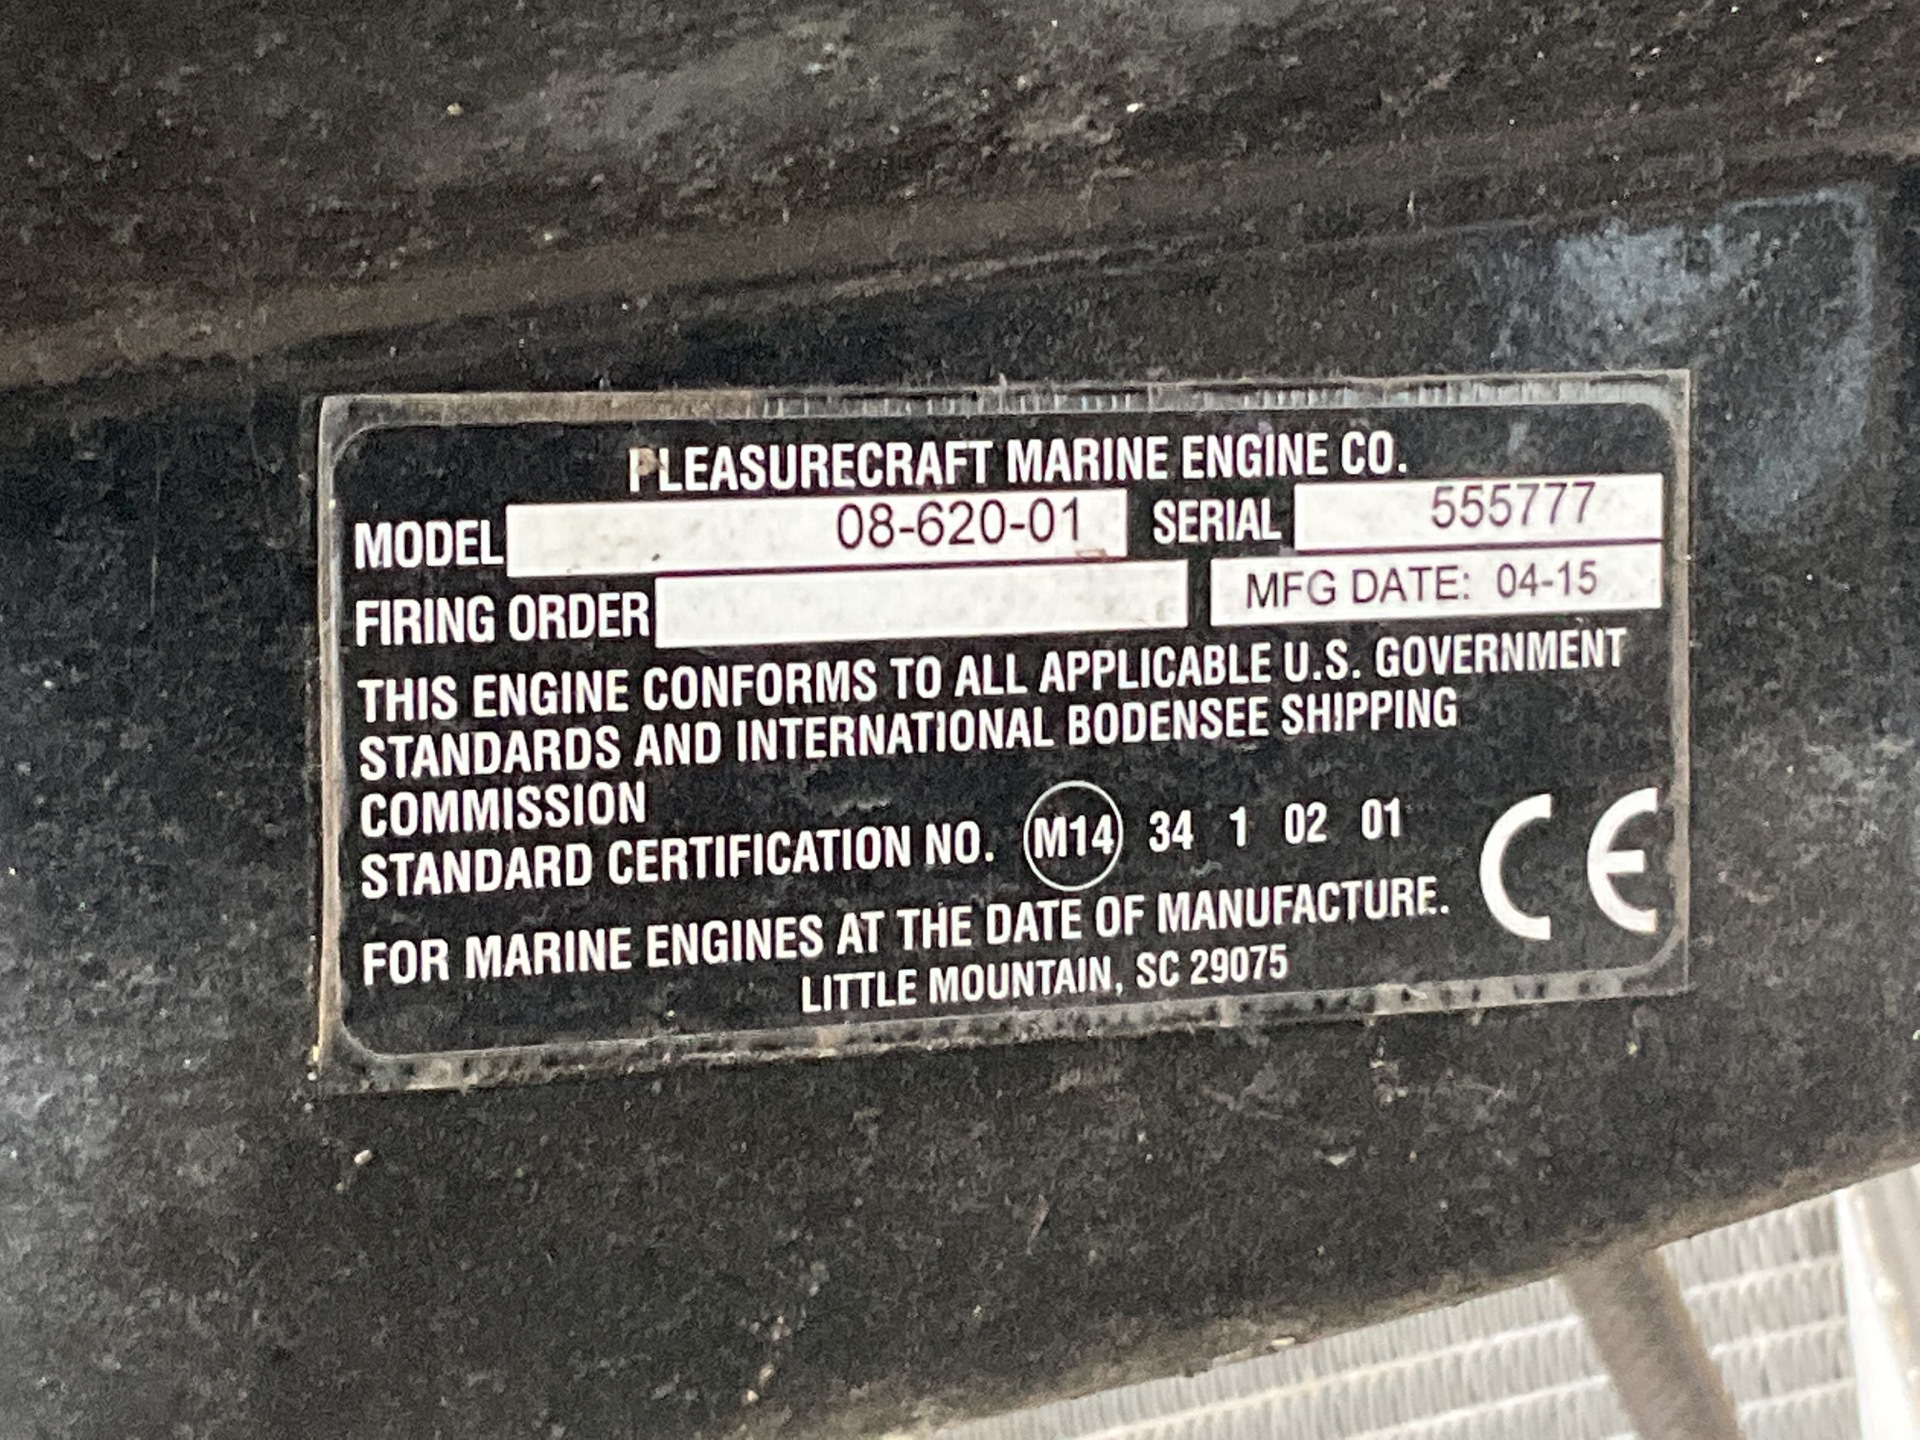 PLEASURECRAFT MARINE ENGINE CO.
MODEL 08-620-01 SERIAL 555777
FIRING ORDER MFG DATE: 04-15
THIS ENGINE CONFORMS TO ALL APPLICABLE U.S. GOVERNMENT
STANDARDS AND INTERNATIONAL BODENSEE SHIPPING
COMMISSION
STANDARD CERTIFICATION NO. M14 34 1 02 01
FOR MARINE ENGINES AT THE DATE OF MANUFACTURE.
CE
LITTLE MOUNTAIN, SC 29075